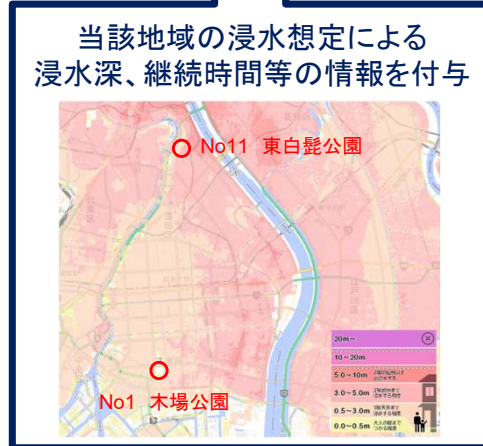 当該地域の浸水想定による
浸水深、継続時間等の情報を付与
No11 東白髭公園
No1 木場公園
20m~
10~20m
5.0~10m
3.0~5.0m
0.5~3.0m
0.0~0.5m